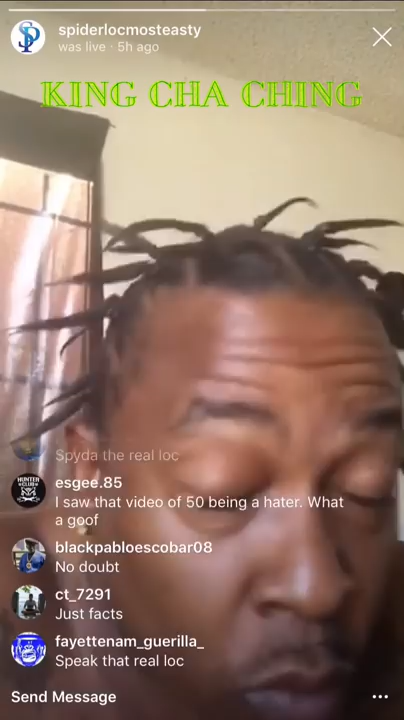 spiderlocmosteasty
was live · 5h ago
KING CHA CHING
Spyda the real loc
esgee.85
I saw that video of 50 being a hater. What
a goof
blackpabloescobar08
No doubt
ct_7291
Just facts
fayettenam_guerilla_
Speak that real loc
Send Message